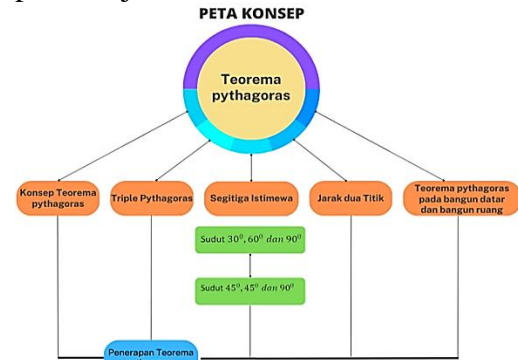 PETA KONSEP
Teorema
pythagoras
Konsep Teorema
pythagoras
Triple Pythagoras
Segitiga Istimewa
Jarak dua Titik
Teorema pythagoras
pada bangun datar
dan bangun ruang
Sudut 30⁰, 60⁰ dan 90⁰
Sudut 45⁰, 45⁰ dan 90⁰
Penerapan Teorema